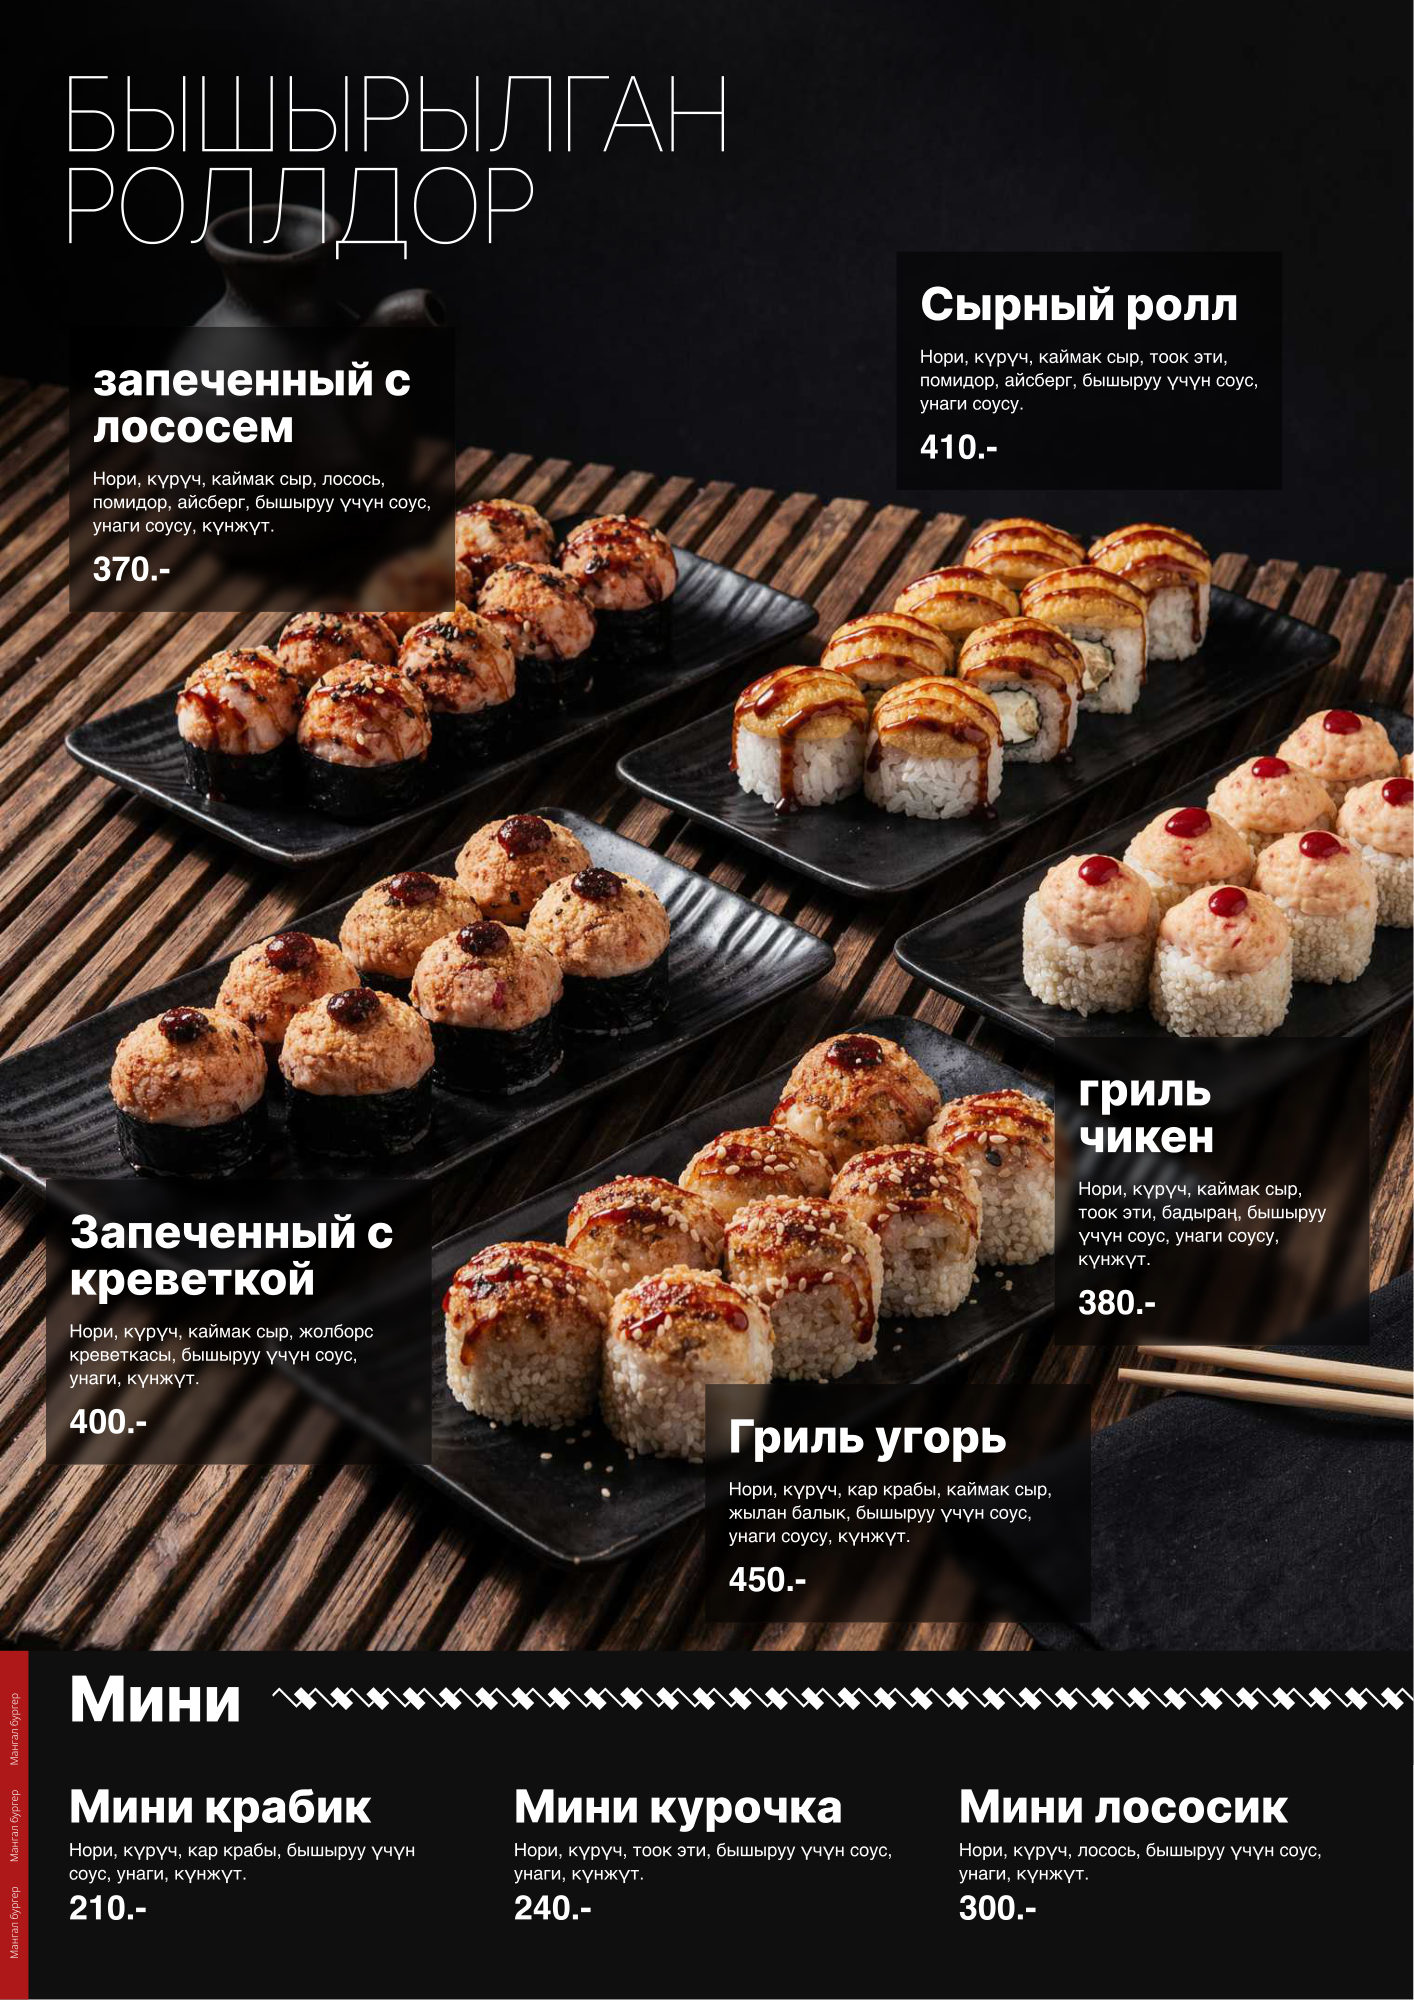 БЫШЫРЫЛГАН
РОЛЛДОР
Сырный ролл
Нори, күрүч, каймак сыр, тоок эти,
помидор, айсберг, бышыруу үчүн соус,
унаги соусу.
410.-
запеченный с
лососем
Нори, күрүч, каймак сыр, лосось,
помидор, айсберг, бышыруу үчүн соус,
унаги соусу, күнжүт.
370.-
гриль
чикен
Нори, күрүч, каймак сыр,
тоок эти, бадыраң, бышыруу
үчүн соус, унаги соусу,
күнжүт.
380.-
Запеченный с
креветкой
Нори, күрүч, каймак сыр, жолборс
креветкасы, бышыруу үчүн соус,
унаги, күнжүт.
400.-
Гриль угорь
Нори, күрүч, кар крабы, каймак сыр,
жылан балык, бышыруу үчүн соус,
унаги соусу, күнжүт.
450.-
Мини
Мини крабик
Нори, күрүч, кар крабы, бышыруу үчүн
соус, унаги, күнжүт.
210.-
Мини курочка
Нори, күрүч, тоок эти, бышыруу үчүн соус,
унаги, күнжүт.
240.-
Мини лососик
Нори, күрүч, лосось, бышыруу үчүн соус,
унаги, күнжүт.
300.-
Мангал бургер
Мангал бургер
Мангал бургер